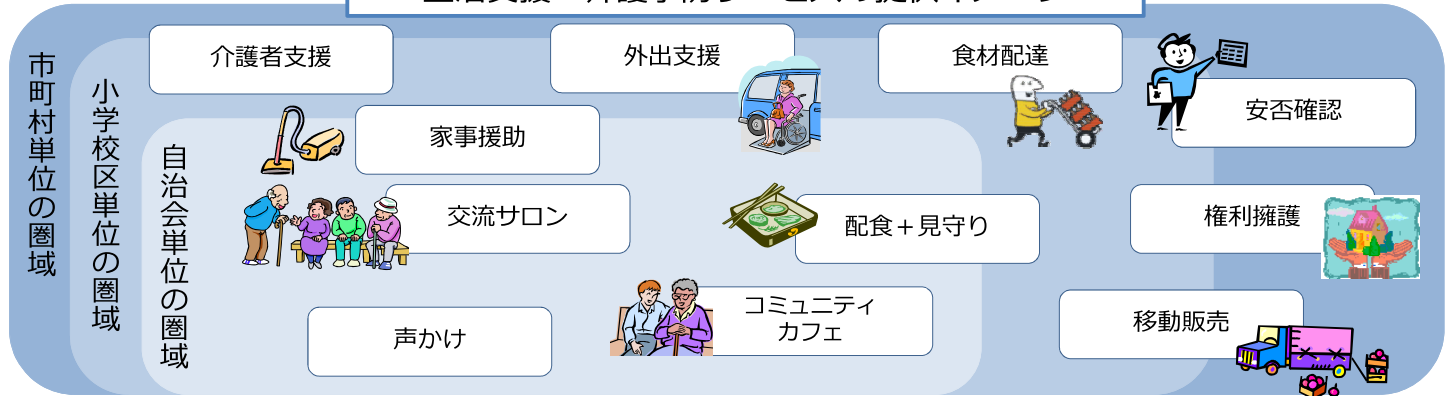 市町村単位の圏域
小学校区単位の圏域
自治会単位の圏域
介護者支援
外出支援
食材配達
安否確認
家事援助
交流サロン
配食＋見守り
権利擁護
声かけ
コミュニティ
カフェ
移動販売